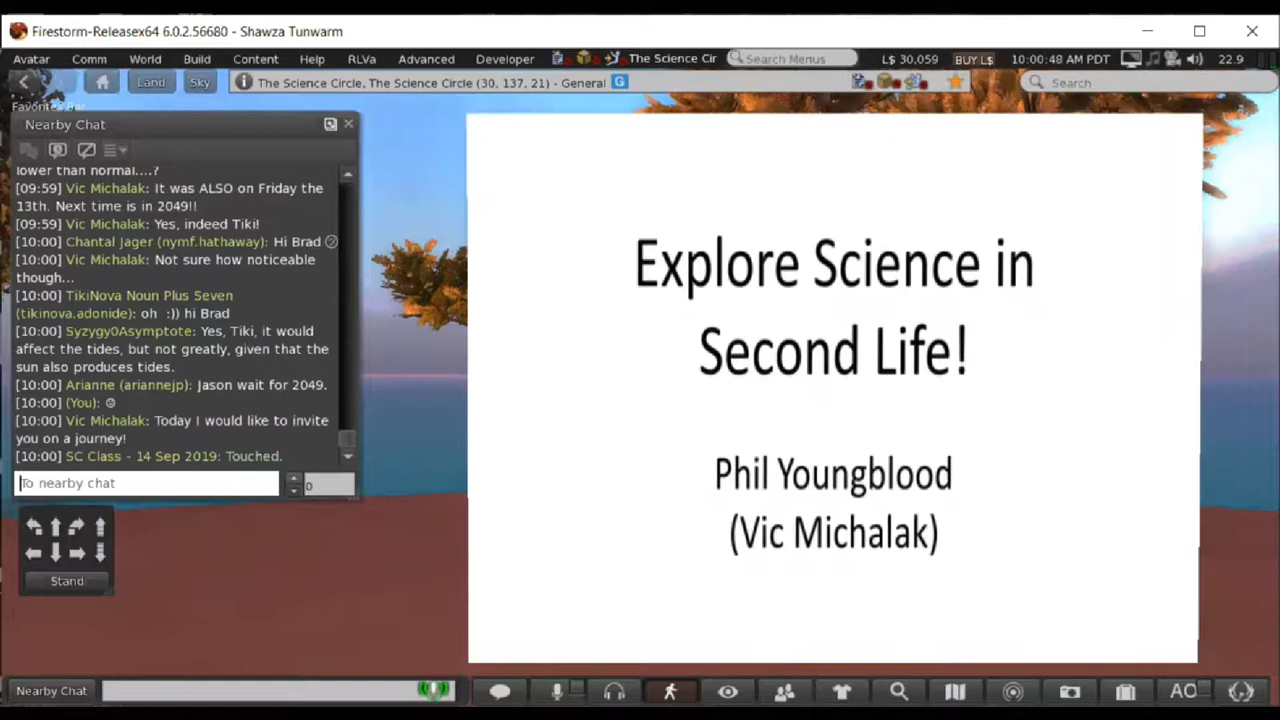 Firestorm-Releasex64 6.0.2.56680 - Shawza Tunwarm
Avatar Comm World Build Content Help RLVa Advanced Developer The Science Cir Search Menus L$ 30,059 BUY L$ 10:00:48 AM PDT 22.9
Land Sky The Science Circle, The Science Circle (30, 137, 21) - General G Search
Favorites Bar
Nearby Chat
lower than normal....?
[09:59] Vic Michalak: It was ALSO on Friday the
13th. Next time is in 2049!!
[09:59] Vic Michalak: Yes, indeed Tiki!
[10:00] Chantal Jager (nymf.hathaway): Hi Brad
[10:00] Vic Michalak: Not sure how noticeable
though...
[10:00] TikiNova Noun Plus Seven
(tikinova.adonide): oh :)) hi Brad
[10:00] Syzygy0Asymptote: Yes, Tiki, it would
affect the tides, but not greatly, given that the
sun also produces tides.
[10:00] Arianne (ariannejp): Jason wait for 2049.
[10:00] (You): ☺
[10:00] Vic Michalak: Today I would like to invite
you on a journey!
[10:00] SC Class - 14 Sep 2019: Touched.
To nearby chat 0
Stand
Explore Science in
Second Life!
Phil Youngblood
(Vic Michalak)
Nearby Chat AO